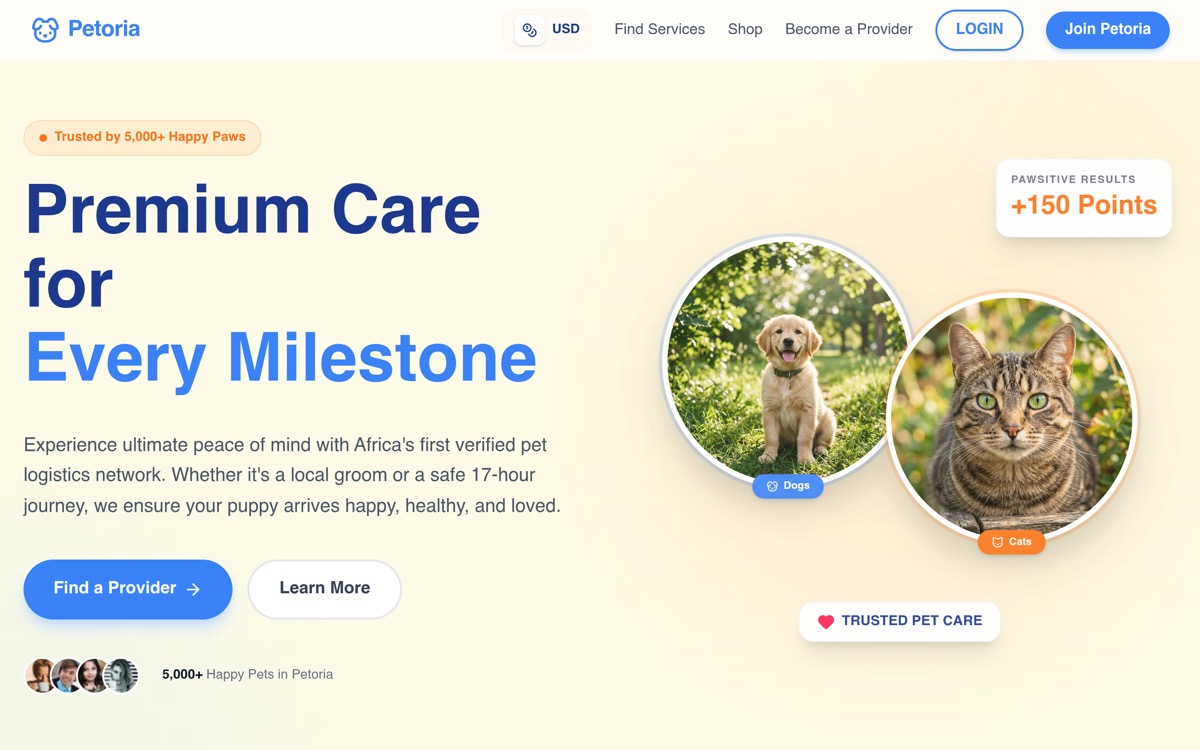 Petoria
USD
Find Services
Shop
Become a Provider
LOGIN
Join Petoria
Trusted by 5,000+ Happy Paws
Premium Care
for
Every Milestone
Experience ultimate peace of mind with Africa's first verified pet
logistics network. Whether it's a local groom or a safe 17-hour
journey, we ensure your puppy arrives happy, healthy, and loved.
Find a Provider
Learn More
5,000+ Happy Pets in Petoria
PAWSITIVE RESULTS
+150 Points
Dogs
Cats
TRUSTED PET CARE